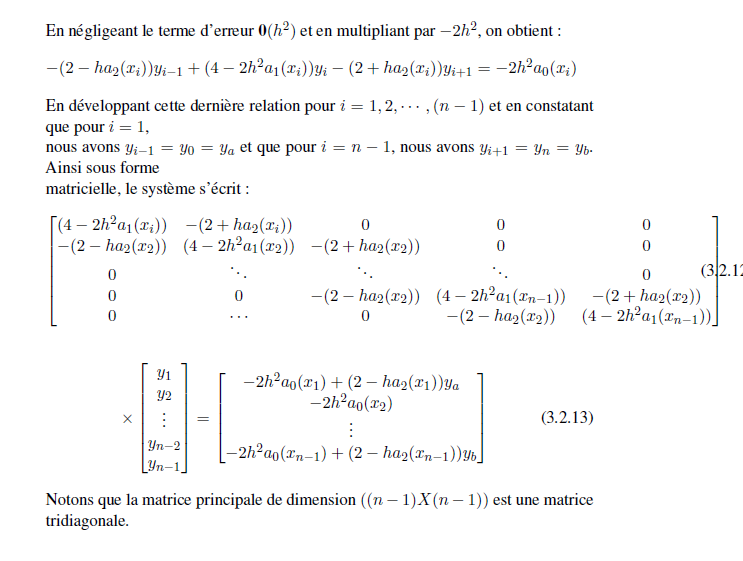 En négligeant le terme d'erreur 0(h²) et en multipliant par −2h², on obtient :
−(2 − ha₂(xᵢ))yᵢ₋₁ + (4 − 2h²a₁(xᵢ))yᵢ − (2 + ha₂(xᵢ))yᵢ₊₁ = −2h²a₀(xᵢ)
En développant cette dernière relation pour i = 1, 2, ⋯ , (n − 1) et en constatant
que pour i = 1,
nous avons yᵢ₋₁ = y₀ = yₐ et que pour i = n − 1, nous avons yᵢ₊₁ = yₙ = y_b.
Ainsi sous forme
matricielle, le système s'écrit :
(4 − 2h²a₁(xᵢ)) −(2 + ha₂(xᵢ)) 0 0 0
−(2 − ha₂(x₂)) (4 − 2h²a₁(x₂)) −(2 + ha₂(x₂)) 0 0
0 ⋱ ⋱ ⋱ 0 (3.2.12
0 0 −(2 − ha₂(x₂)) (4 − 2h²a₁(xₙ₋₁)) −(2 + ha₂(x₂))
0 ⋯ 0 −(2 − ha₂(x₂)) (4 − 2h²a₁(xₙ₋₁))
× [y₁ y₂ ⋮ yₙ₋₂ yₙ₋₁] = [−2h²a₀(x₁) + (2 − ha₂(x₁))yₐ
−2h²a₀(x₂)
⋮
−2h²a₀(xₙ₋₁) + (2 − ha₂(xₙ₋₁))y_b] (3.2.13)
Notons que la matrice principale de dimension ((n − 1)X(n − 1)) est une matrice
tridiagonale.